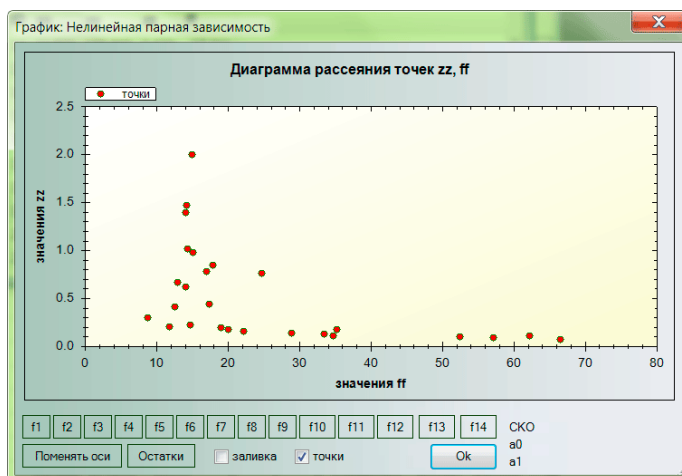 График: Нелинейная парная зависимость
Диаграмма рассеяния точек zz, ff
точки
2.5
2.0
1.5
1.0
0.5
0.0
значения zz
0 10 20 30 40 50 60 70 80
значения ff
f1 f2 f3 f4 f5 f6 f7 f8 f9 f10 f11 f12 f13 f14 СКО
a0
Поменять оси Остатки заливка точки Ok
a1